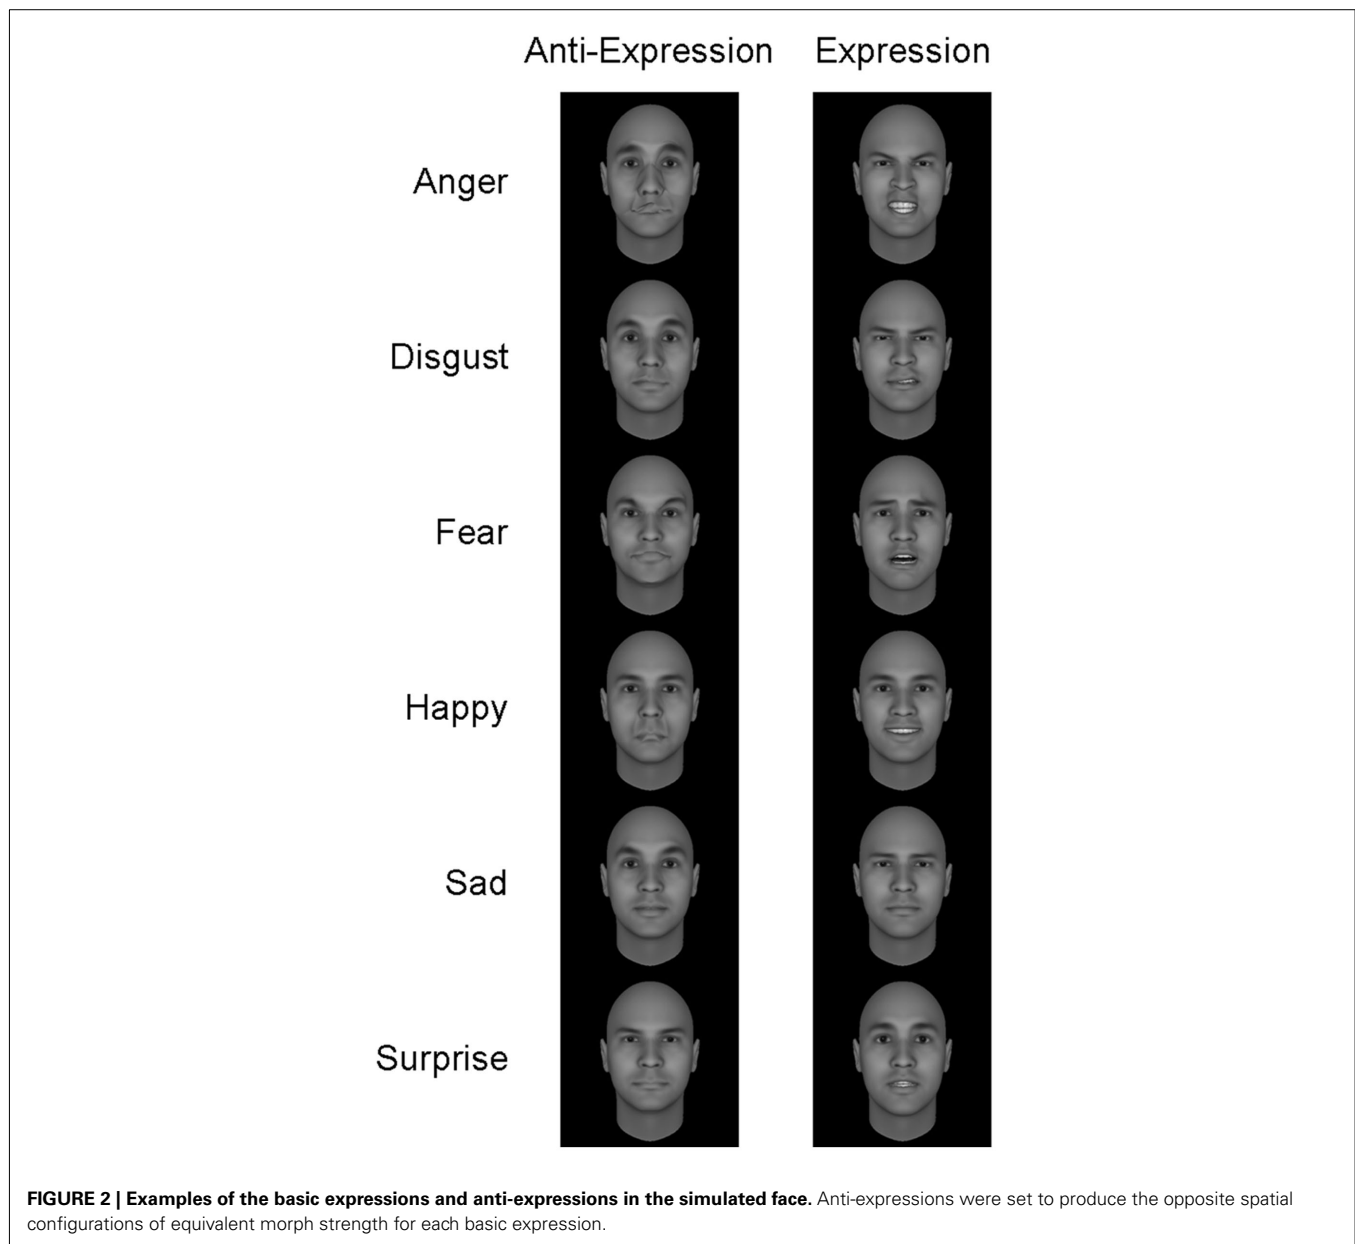 Anti-Expression Expression
Anger
Disgust
Fear
Happy
Sad
Surprise
FIGURE 2 | Examples of the basic expressions and anti-expressions in the simulated face. Anti-expressions were set to produce the opposite spatial
configurations of equivalent morph strength for each basic expression.